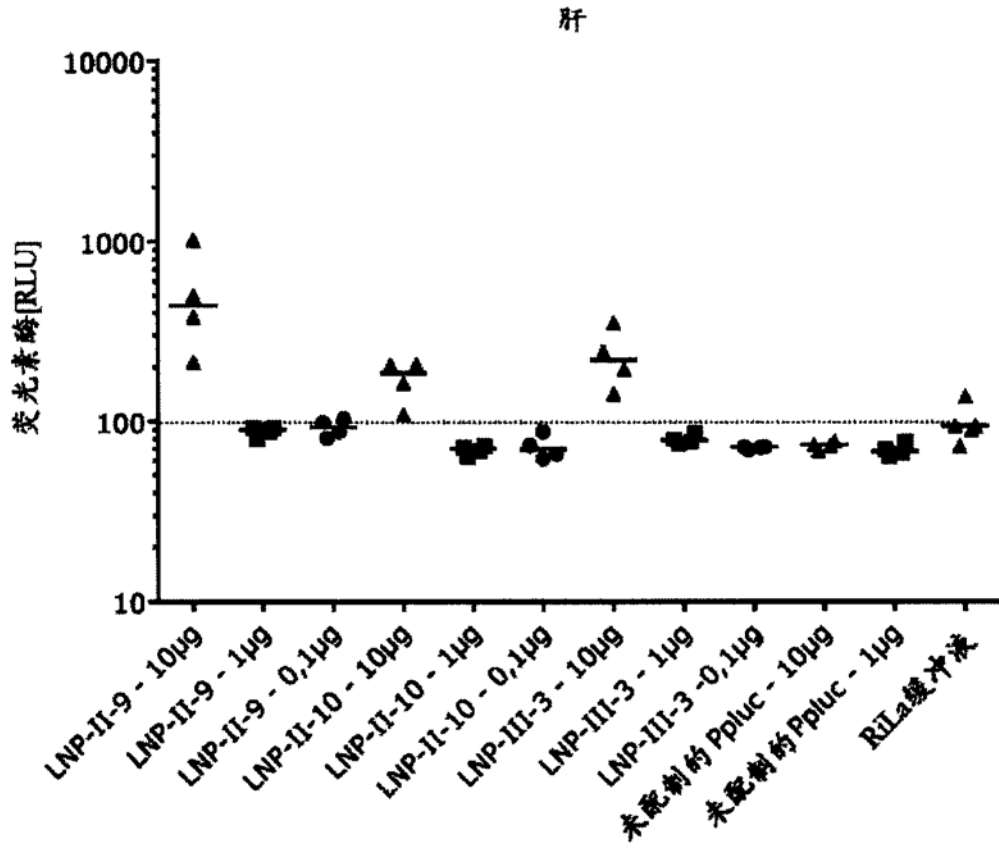 肝
10000
1000
100
10
荧光素酶[RLU]
LNP-II-9 - 10µg
LNP-II-9 - 1µg
LNP-II-9 - 0,1µg
LNP-II-10 - 10µg
LNP-II-10 - 1µg
LNP-II-10 - 0,1µg
LNP-III-3 - 10µg
LNP-III-3 - 1µg
LNP-III-3 -0,1µg
未配制的 Ppluc - 10µg
未配制的 Ppluc - 1µg
RiLa缓冲液